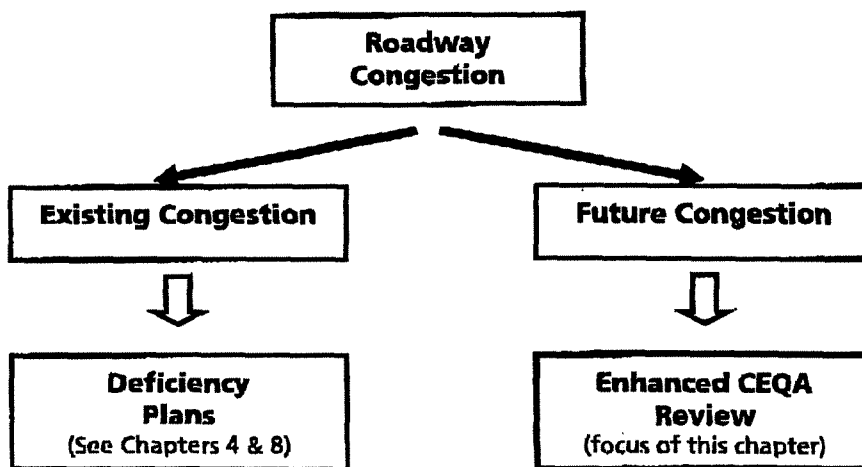 Roadway
Congestion
Existing Congestion
Future Congestion
Deficiency
Plans
(See Chapters 4 & 8)
Enhanced CEQA
Review
(focus of this chapter)